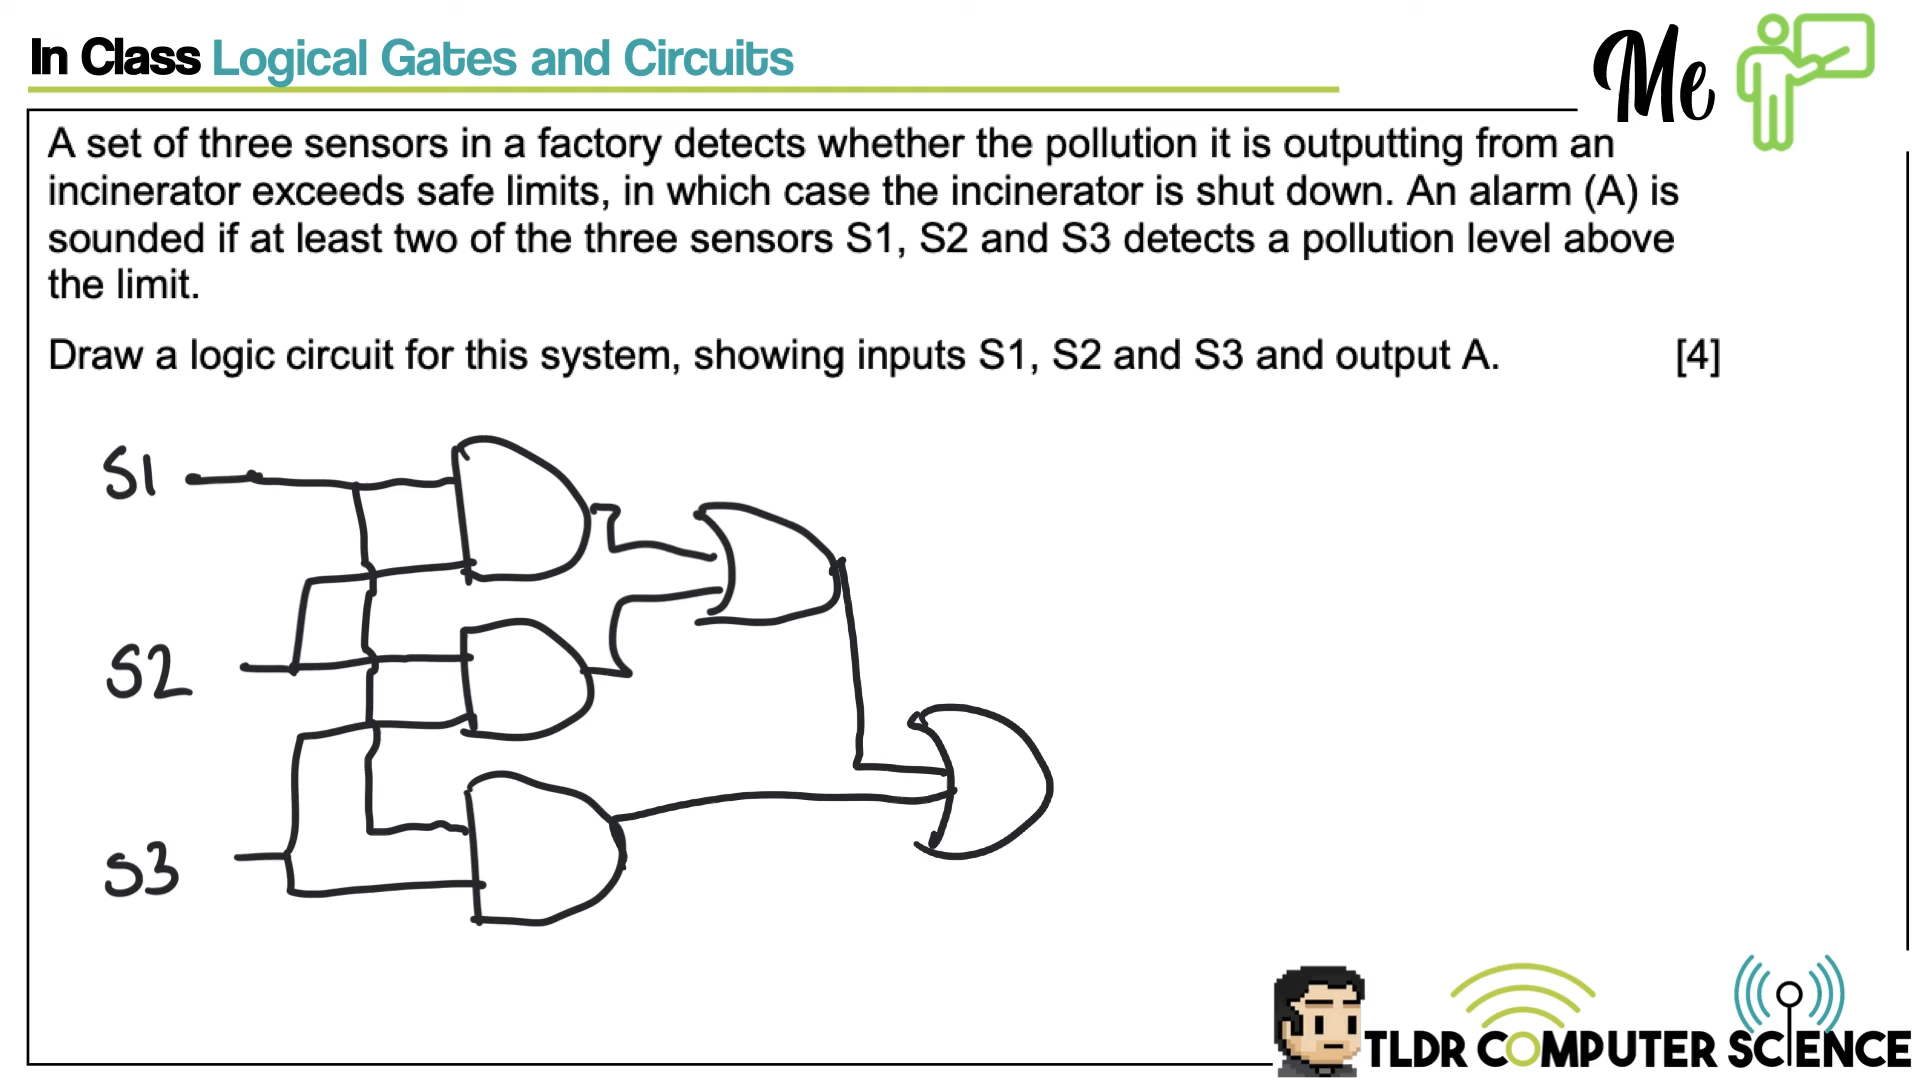 In Class Logical Gates and Circuits
Me
A set of three sensors in a factory detects whether the pollution it is outputting from an
incinerator exceeds safe limits, in which case the incinerator is shut down. An alarm (A) is
sounded if at least two of the three sensors S1, S2 and S3 detects a pollution level above
the limit.
Draw a logic circuit for this system, showing inputs S1, S2 and S3 and output A. [4]
S1
S2
S3
TLDR COMPUTER SCIENCE